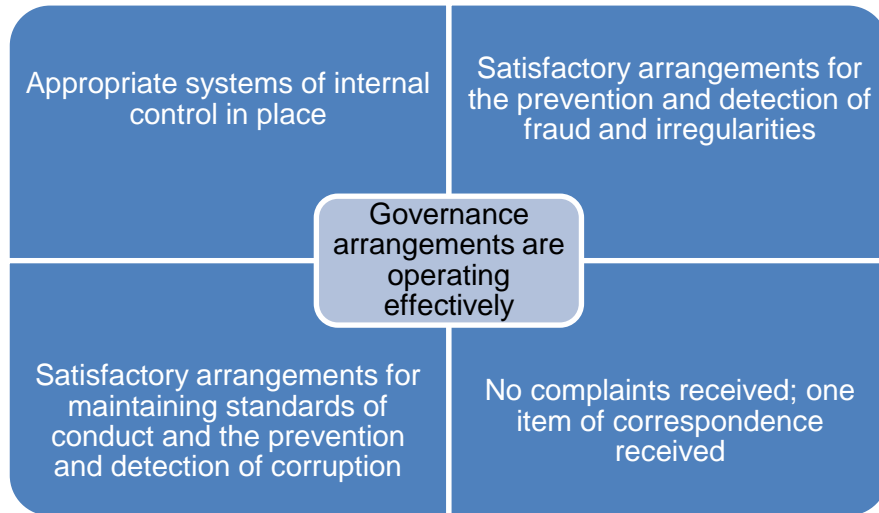 Appropriate systems of internal
control in place
Satisfactory arrangements for
the prevention and detection of
fraud and irregularities
Governance
arrangements are
operating
effectively
Satisfactory arrangements for
maintaining standards of
conduct and the prevention
and detection of corruption
No complaints received; one
item of correspondence
received